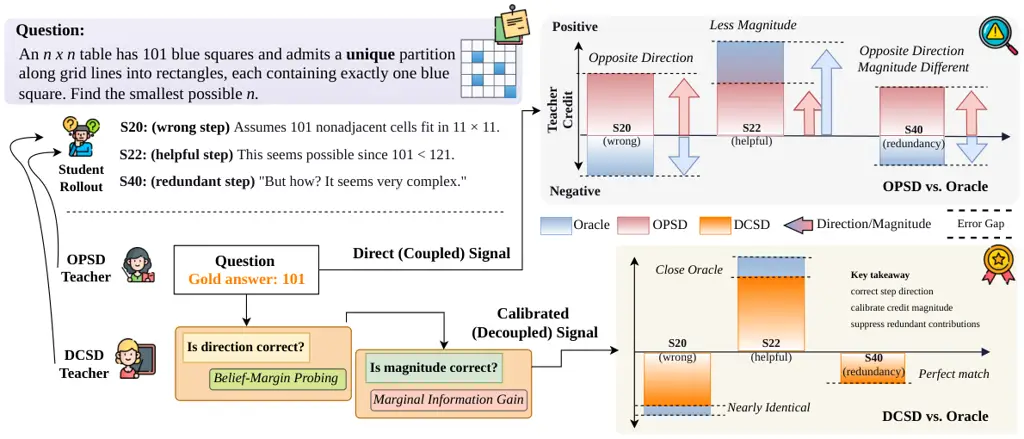 Question:
An n x n table has 101 blue squares and admits a unique partition
along grid lines into rectangles, each containing exactly one blue
square. Find the smallest possible n.
S20: (wrong step) Assumes 101 nonadjacent cells fit in 11 × 11.
S22: (helpful step) This seems possible since 101 < 121.
S40: (redundant step) "But how? It seems very complex."
Student
Rollout
OPSD
Teacher
Question
Gold answer: 101
Direct (Coupled) Signal
DCSD
Teacher
Is direction correct?
Belief-Margin Probing
Is magnitude correct?
Marginal Information Gain
Calibrated
(Decoupled) Signal
Positive
Teacher
Credit
Negative
Opposite Direction
Less Magnitude
Opposite Direction
Magnitude Different
S20
(wrong)
S22
(helpful)
S40
(redundancy)
OPSD vs. Oracle
Oracle
OPSD
DCSD
Direction/Magnitude
Error Gap
Close Oracle
Key takeaway
correct step direction
calibrate credit magnitude
suppress redundant contributions
S20
(wrong)
S22
(helpful)
S40
(redundancy)
Perfect match
Nearly Identical
DCSD vs. Oracle